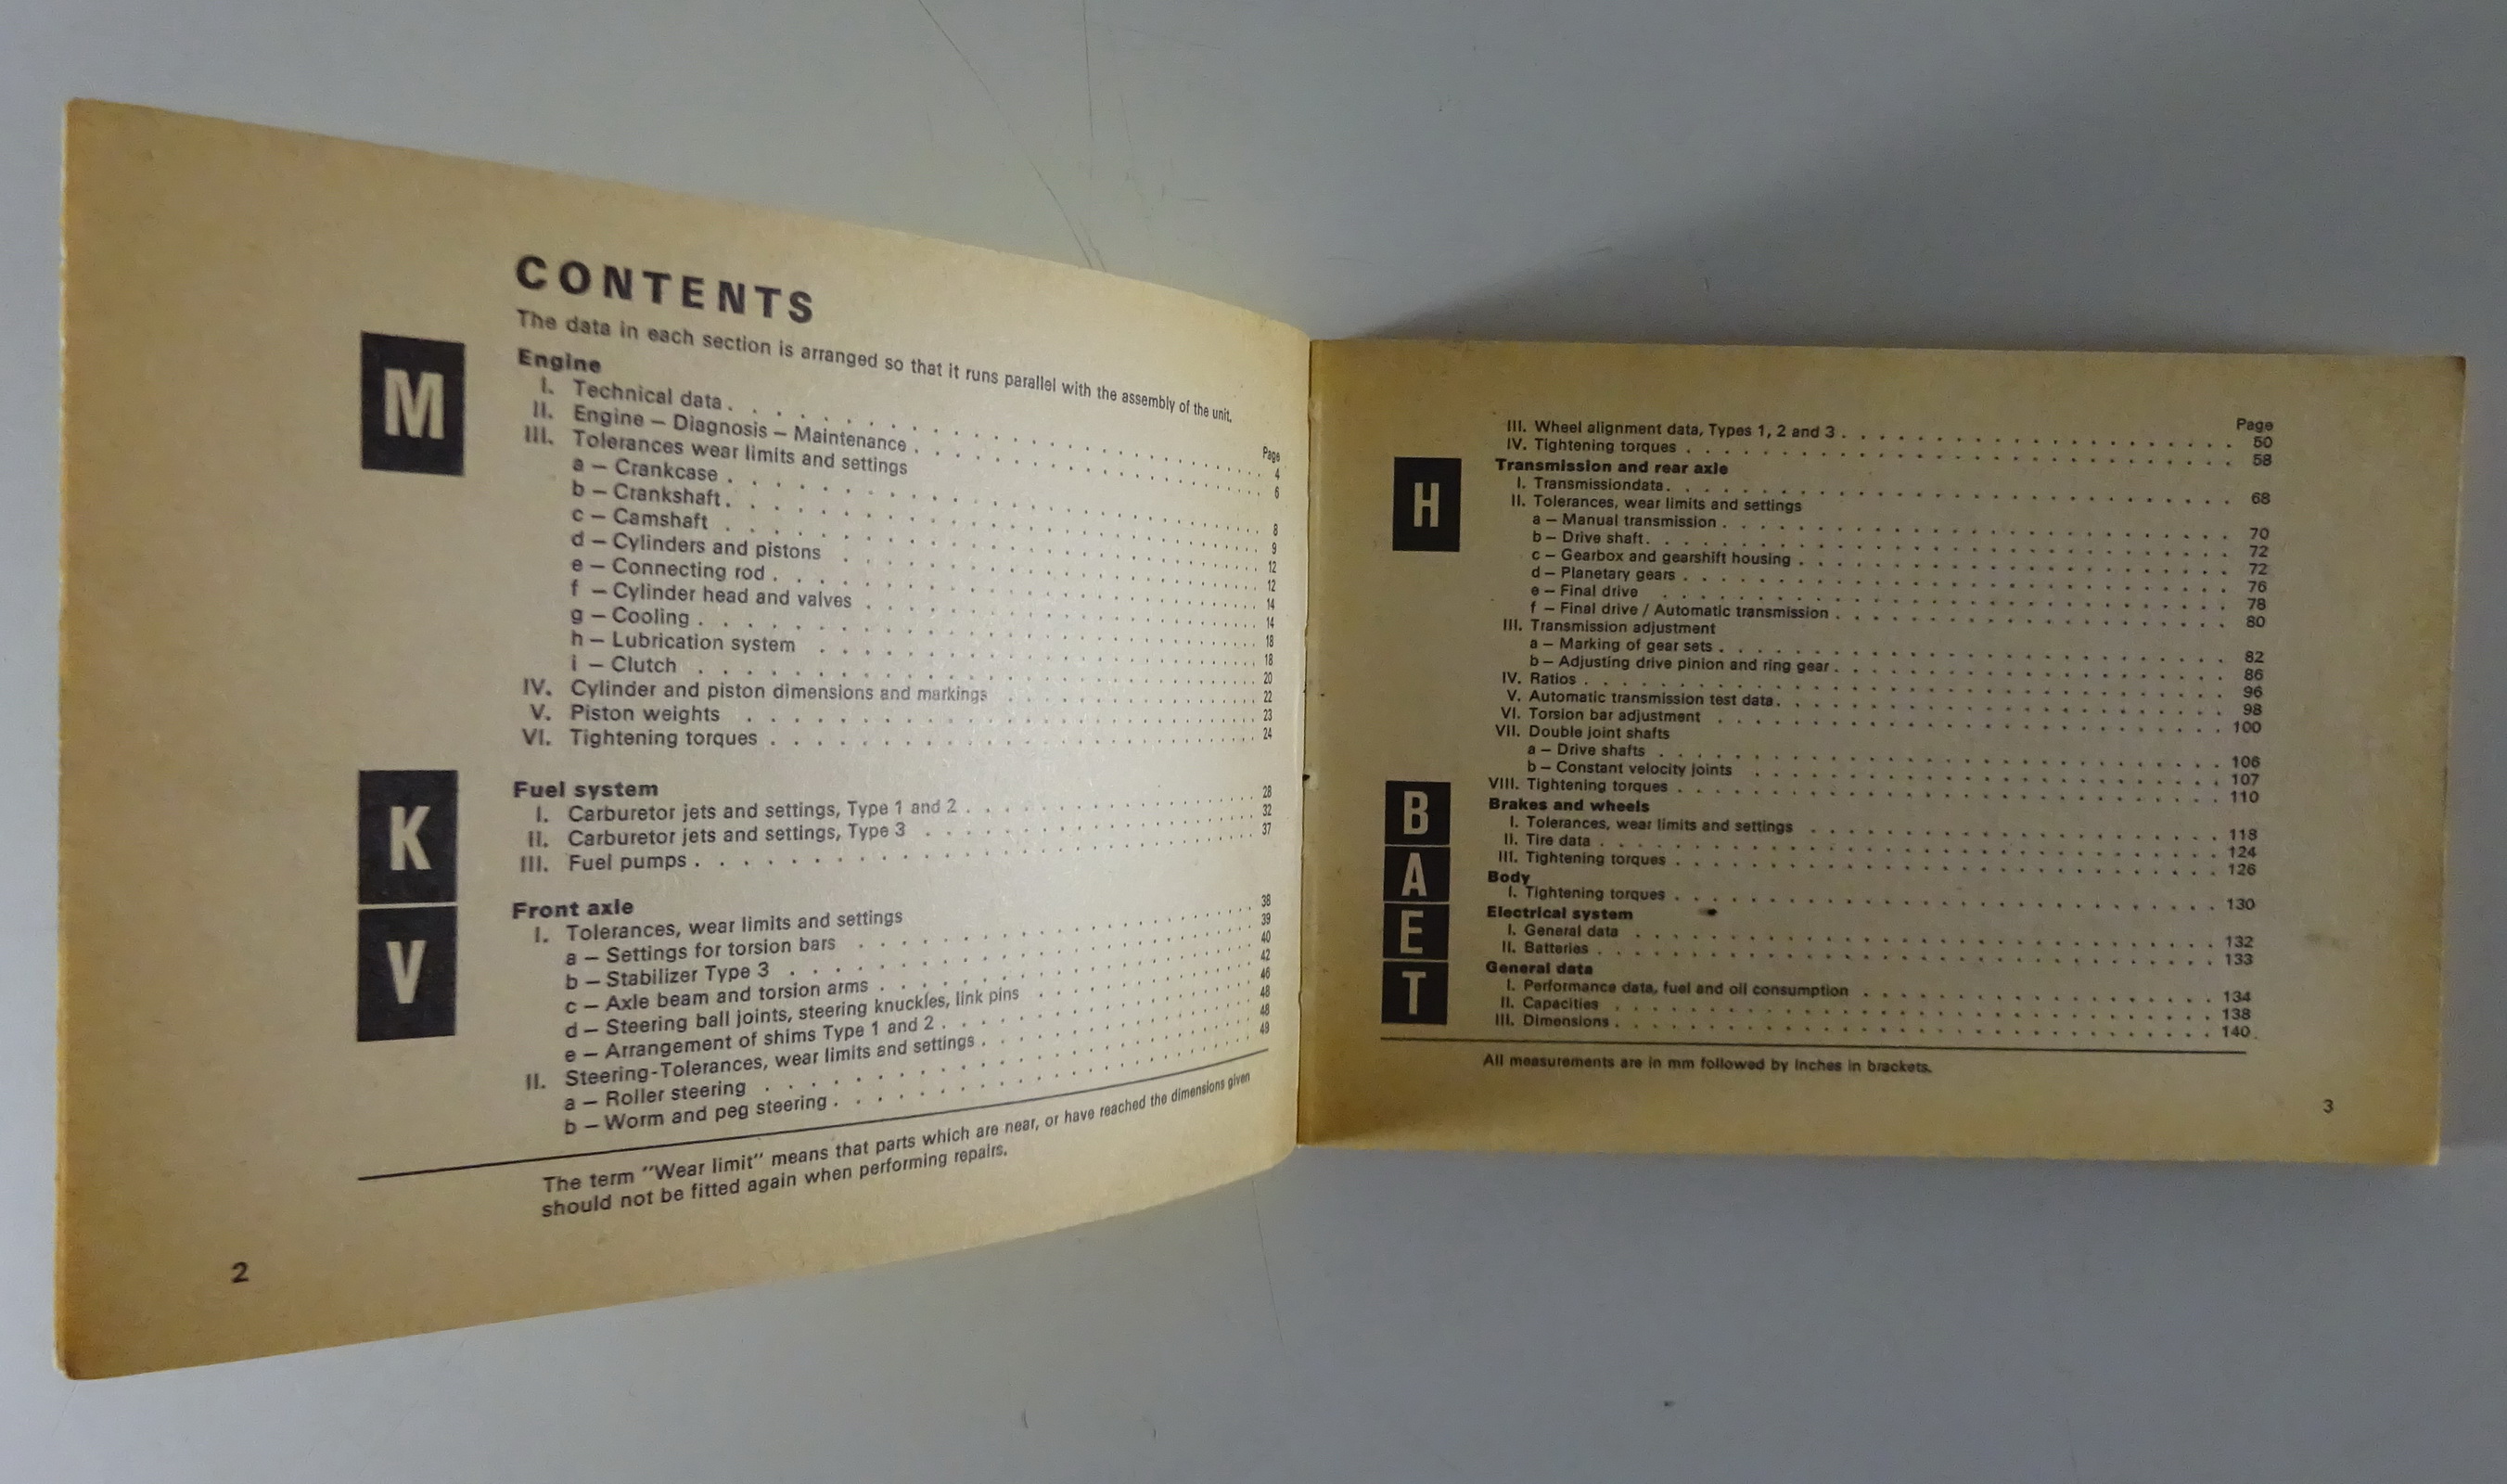 CONTENTS
The data in each section is arranged so that it runs parallel with the assembly of the unit.
Page
M
Engine
I. Technical data . . . . . 4
II. Engine – Diagnosis – Maintenance . . . . . 6
III. Tolerances wear limits and settings
a – Crankcase . . . . . 8
b – Crankshaft . . . . . 9
c – Camshaft . . . . . 12
d – Cylinders and pistons . . . . . 12
e – Connecting rod . . . . . 14
f – Cylinder head and valves . . . . . 14
g – Cooling . . . . . 18
h – Lubrication system . . . . . 18
i – Clutch . . . . . 20
IV. Cylinder and piston dimensions and markings . . . . . 22
V. Piston weights . . . . . 23
VI. Tightening torques . . . . . 24
K
Fuel system
I. Carburetor jets and settings, Type 1 and 2 . . . . . 28
II. Carburetor jets and settings, Type 3 . . . . . 32
III. Fuel pumps . . . . . 37
V
Front axle
I. Tolerances, wear limits and settings
a – Settings for torsion bars . . . . . 38
b – Stabilizer Type 3 . . . . . 39
c – Axle beam and torsion arms . . . . . 40
d – Steering ball joints, steering knuckles, link pins . . . . . 42
e – Arrangement of shims Type 1 and 2 . . . . . 46
II. Steering-Tolerances, wear limits and settings . . . . . 48
a – Roller steering . . . . . 48
b – Worm and peg steering . . . . . 49
The term "Wear limit" means that parts which are near, or have reached the dimensions given
should not be fitted again when performing repairs.
2
Page
III. Wheel alignment data, Types 1, 2 and 3 . . . . . 50
IV. Tightening torques . . . . . 58
H
Transmission and rear axle
I. Transmissiondata . . . . . 68
II. Tolerances, wear limits and settings
a – Manual transmission . . . . . 70
b – Drive shaft . . . . . 72
c – Gearbox and gearshift housing . . . . . 72
d – Planetary gears . . . . . 76
e – Final drive . . . . . 78
f – Final drive / Automatic transmission . . . . . 80
III. Transmission adjustment
a – Marking of gear sets . . . . . 82
b – Adjusting drive pinion and ring gear . . . . . 86
IV. Ratios . . . . . 96
V. Automatic transmission test data . . . . . 98
VI. Torsion bar adjustment . . . . . 100
VII. Double joint shafts
a – Drive shafts . . . . . 106
b – Constant velocity joints . . . . . 107
VIII. Tightening torques . . . . . 110
B
Brakes and wheels
I. Tolerances, wear limits and settings . . . . . 118
II. Tire data . . . . . 124
III. Tightening torques . . . . . 126
A
Body
I. Tightening torques . . . . . 130
E
Electrical system
I. General data . . . . . 132
II. Batteries . . . . . 133
T
General data
I. Performance data, fuel and oil consumption . . . . . 134
II. Capacities . . . . . 138
III. Dimensions . . . . . 140
All measurements are in mm followed by inches in brackets.
3